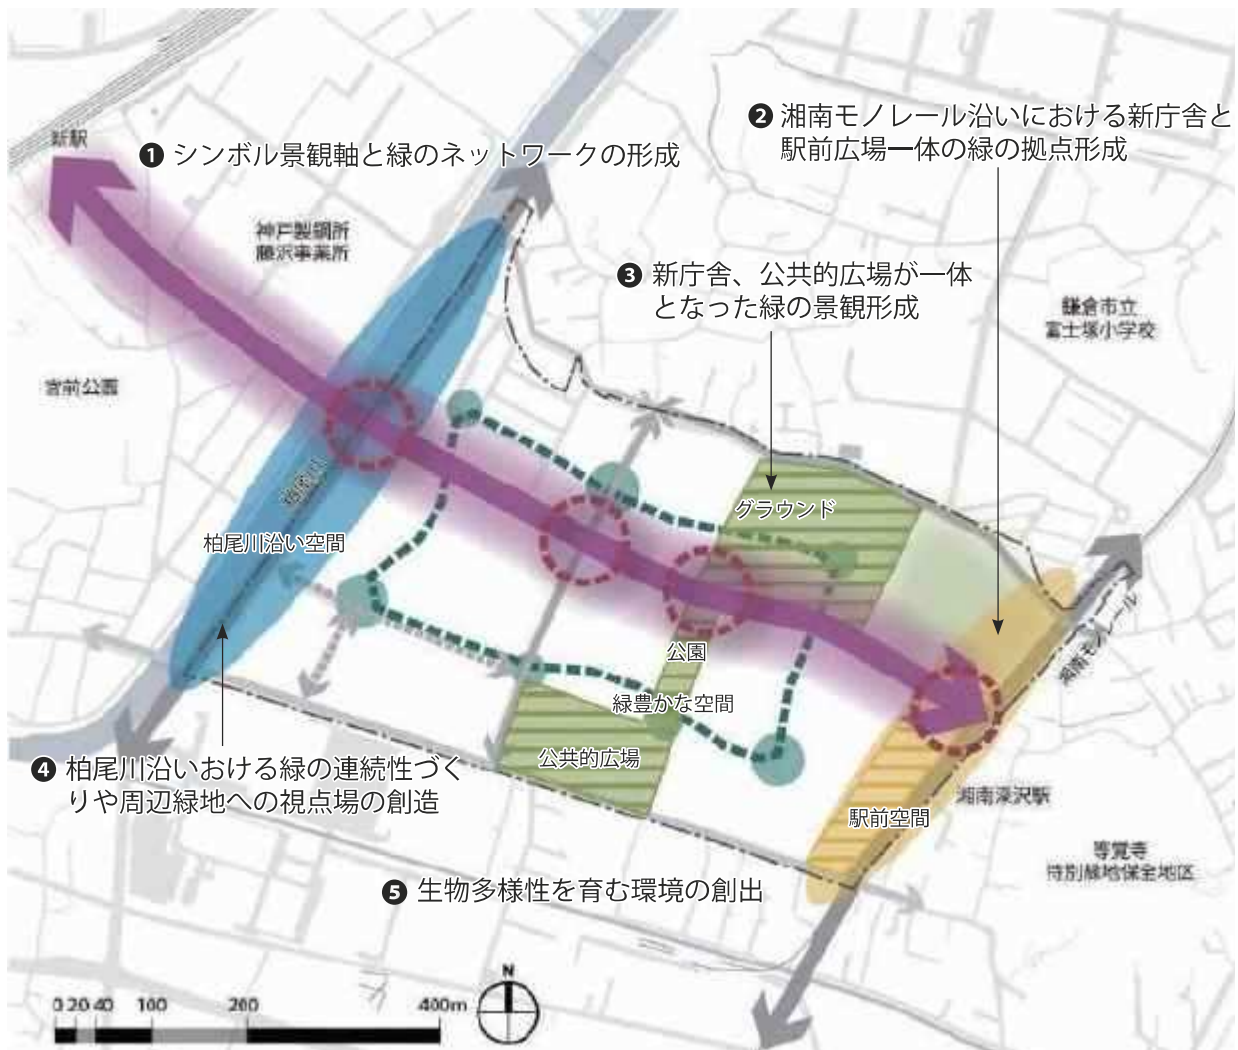 新駅
❶ シンボル景観軸と緑のネットワークの形成
❷ 湘南モノレール沿いにおける新庁舎と
駅前広場一体の緑の拠点形成
神戸製鋼所
藤沢事業所
❸ 新庁舎、公共的広場が一体
となった緑の景観形成
鎌倉市立
富士塚小学校
宮前公園
柏尾川
グラウンド
柏尾川沿い空間
湘南モノレール
公園
緑豊かな空間
公共的広場
❹ 柏尾川沿いおける緑の連続性づく
りや周辺緑地への視点場の創造
湘南深沢駅
駅前空間
等覚寺
特別緑地保全地区
❺ 生物多様性を育む環境の創出
N
0 20 40 100 200 400m